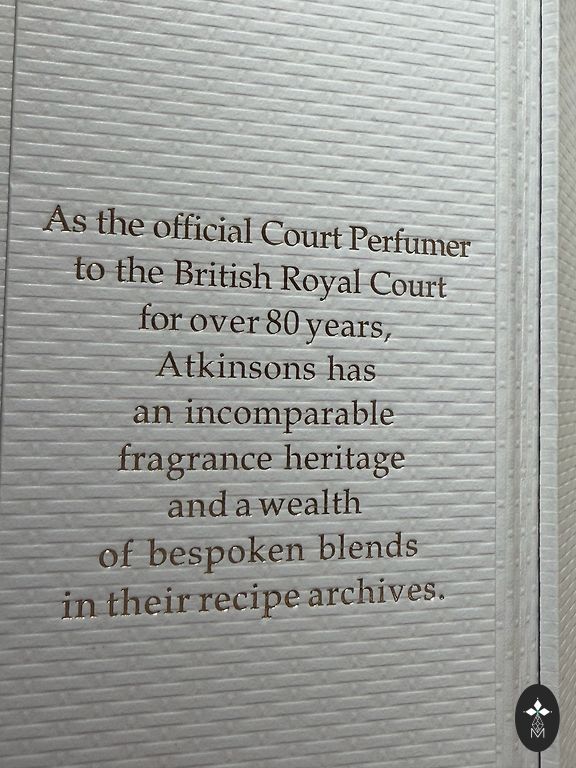 As the official Court Perfumer
to the British Royal Court
for over 80 years,
Atkinsons has
an incomparable
fragrance heritage
and a wealth
of bespoken blends
in their recipe archives.
M